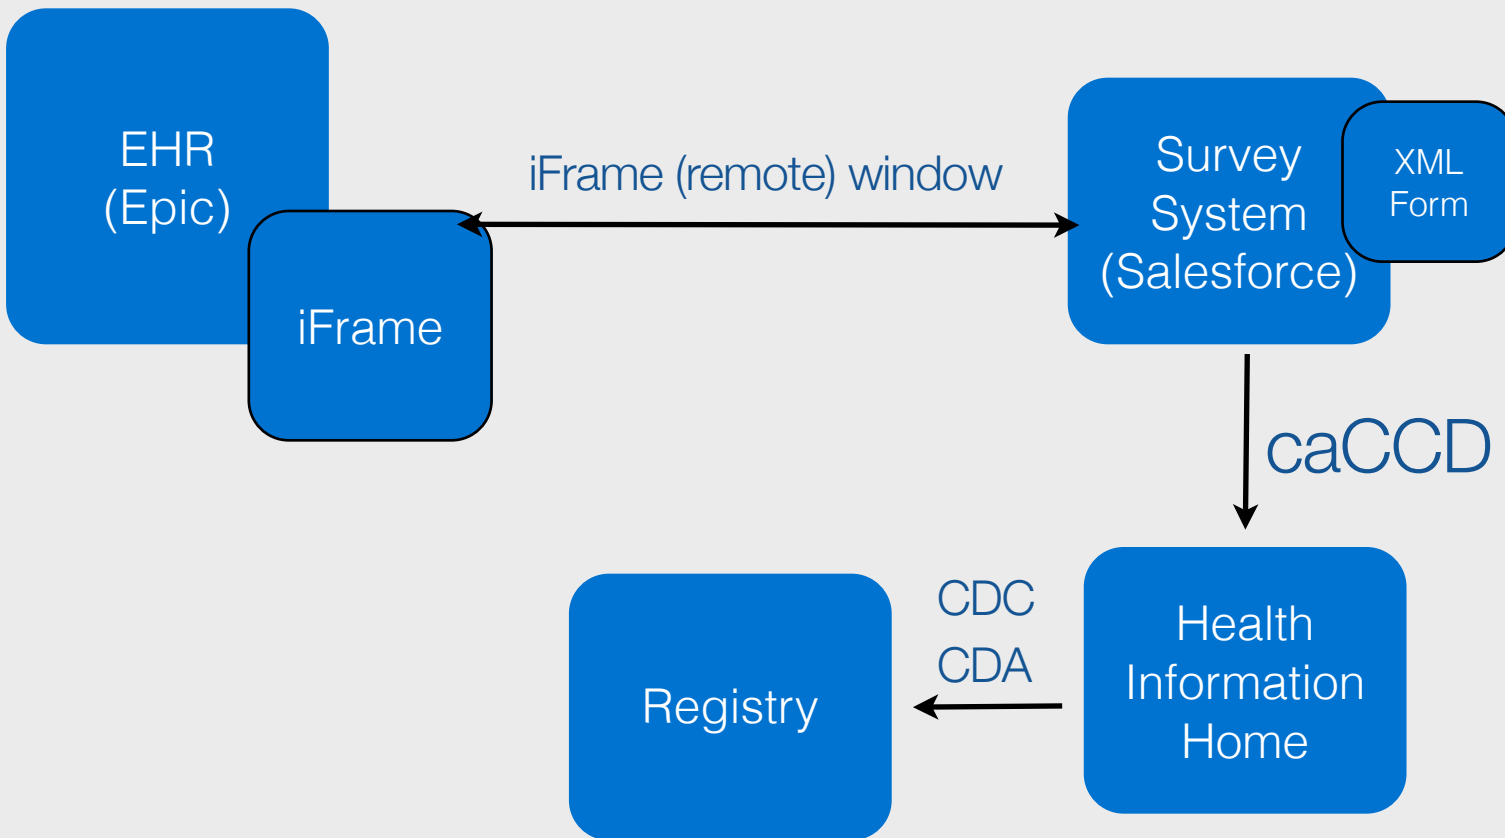 EHR
(Epic)
iFrame
iFrame (remote) window
Survey
System
(Salesforce)
XML
Form
caCCD
Health
Information
Home
CDC
CDA
Registry